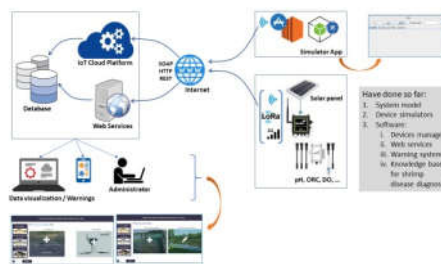 IoT Cloud Platform
SOAP
HTTP
REST
Internet
Simulator App
Database
Web Services
LoRa
Solar panel
pH, ORC, DO, ...
Have done so far:
1. System model
2. Device simulators
3. Software:
i. Devices manage
ii. Web services
iii. Warning system
iv. Knowledge base
for shrimp
disease diagnos
Administrator
Data visualization / Warnings